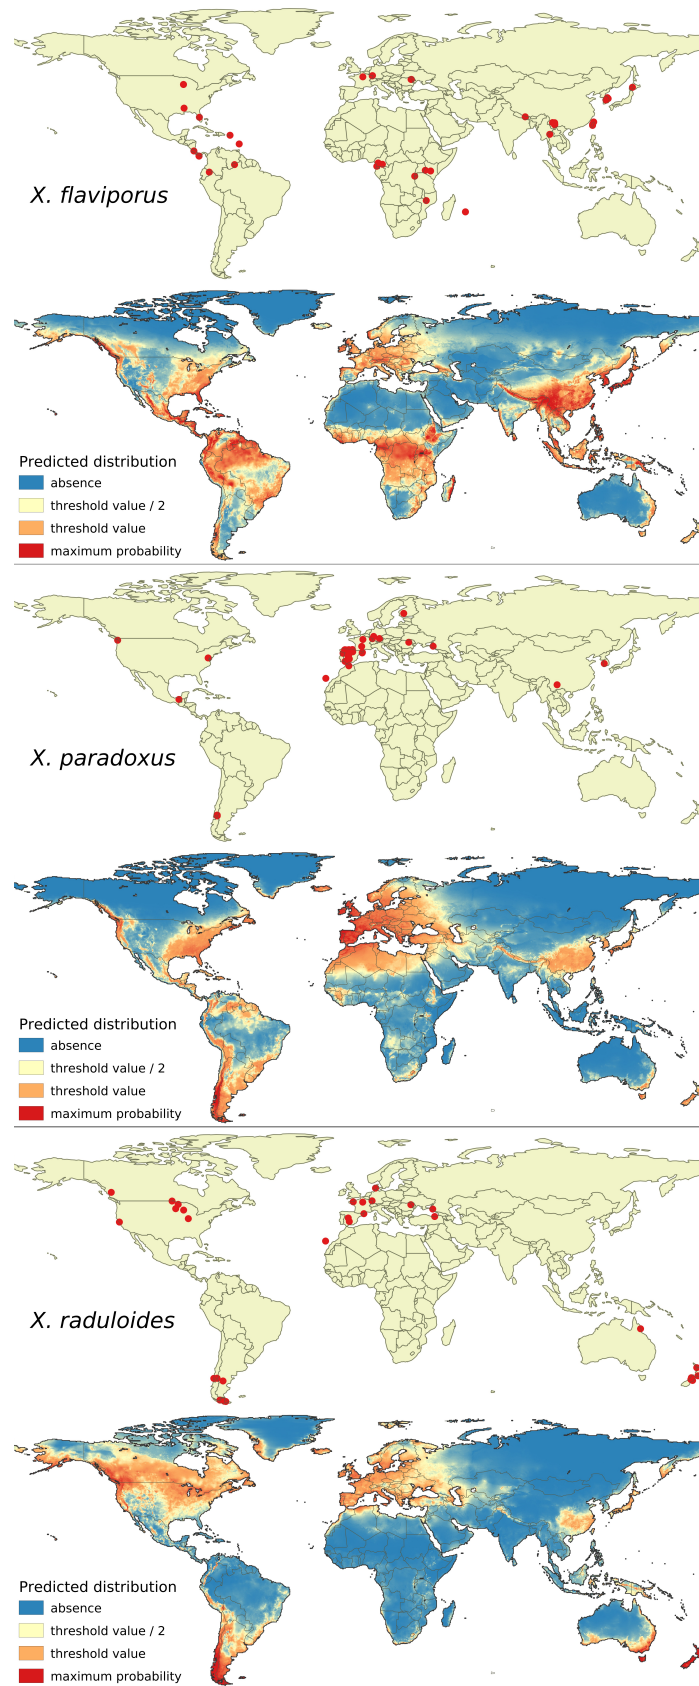 X. flaviporus
Predicted distribution
absence
threshold value / 2
threshold value
maximum probability
X. paradoxus
Predicted distribution
absence
threshold value / 2
threshold value
maximum probability
X. raduloides
Predicted distribution
absence
threshold value / 2
threshold value
maximum probability